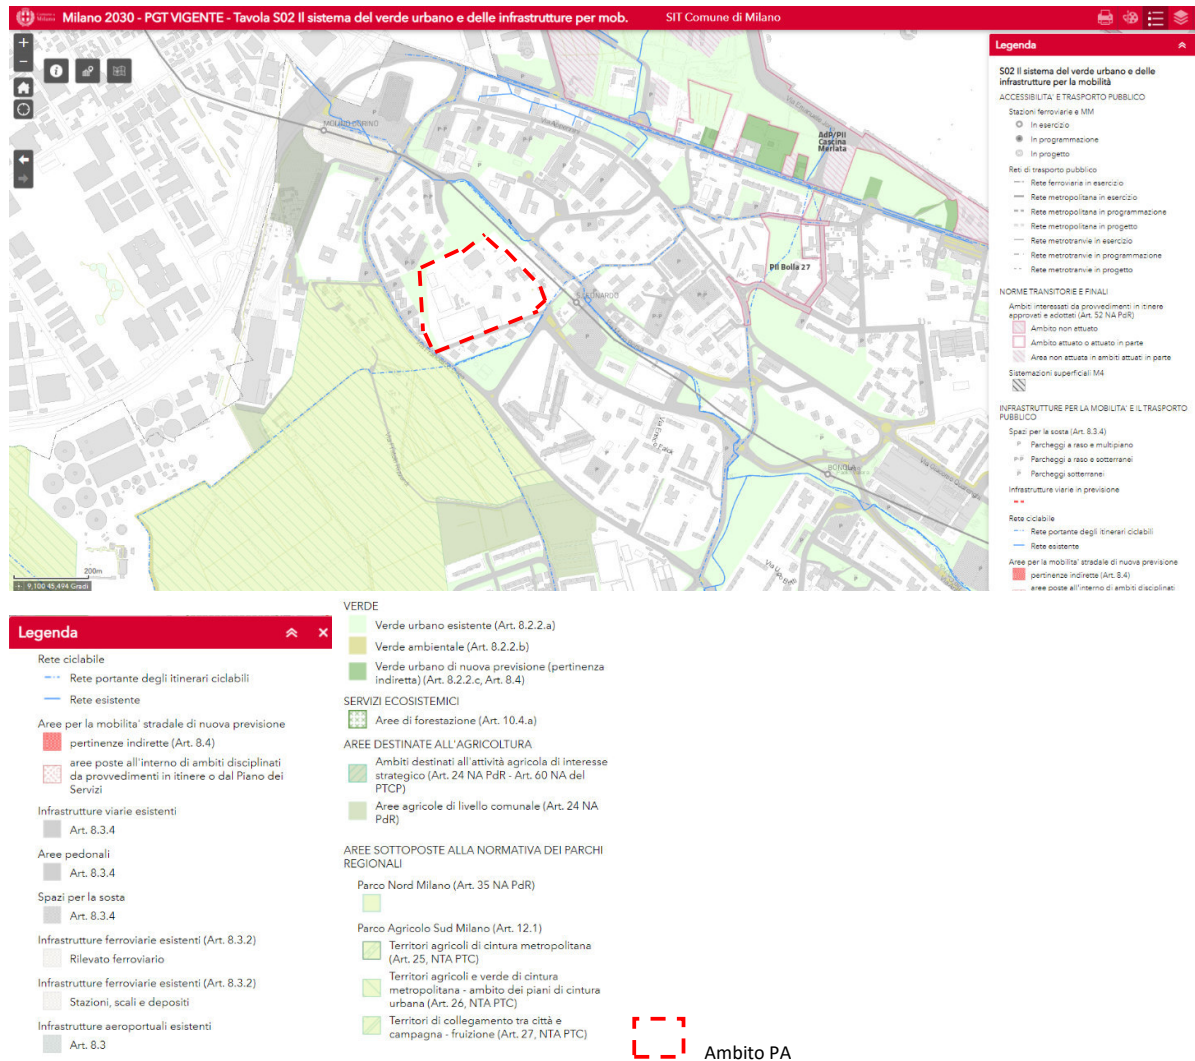 Comune di Milano
Milano 2030 - PGT VIGENTE - Tavola S02 Il sistema del verde urbano e delle infrastrutture per mob.
SIT Comune di Milano
+
−
MOLINO DORINO
AdP/PII
Cascina
Merlata
PII Bolla 27
BONOLA
200m
9,100 45,494 Gradi
Legenda
S02 Il sistema del verde urbano e delle
infrastrutture per la mobilità
ACCESSIBILITA' E TRASPORTO PUBBLICO
Stazioni ferroviarie e MM
In esercizio
In programmazione
In progetto
Reti di trasporto pubblico
Rete ferroviaria in esercizio
Rete metropolitana in esercizio
Rete metropolitana in programmazione
Rete metropolitana in progetto
Rete metrotranvie in esercizio
Rete metrotranvie in programmazione
Rete metrotranvie in progetto
NORME TRANSITORIE E FINALI
Ambiti interessati da provvedimenti in itinere
approvati e adottati (Art. 52 NA PdR)
Ambito non attuato
Ambito attuato o attuato in parte
Area non attuata in ambiti attuati in parte
Sistemazioni superficiali M4
INFRASTRUTTURE PER LA MOBILITA' E IL TRASPORTO
PUBBLICO
Spazi per la sosta (Art. 8.3.4)
P Parcheggi a raso e multipiano
P-P Parcheggi a raso e sotterranei
P Parcheggi sotterranei
Infrastrutture viarie in previsione
Rete ciclabile
Rete portante degli itinerari ciclabili
Rete esistente
Aree per la mobilita' stradale di nuova previsione
pertinenze indirette (Art. 8.4)
aree poste all'interno di ambiti disciplinati
Legenda
Rete ciclabile
Rete portante degli itinerari ciclabili
Rete esistente
Aree per la mobilita' stradale di nuova previsione
pertinenze indirette (Art. 8.4)
aree poste all'interno di ambiti disciplinati
da provvedimenti in itinere o dal Piano dei
Servizi
Infrastrutture viarie esistenti
Art. 8.3.4
Aree pedonali
Art. 8.3.4
Spazi per la sosta
Art. 8.3.4
Infrastrutture ferroviarie esistenti (Art. 8.3.2)
Rilevato ferroviario
Infrastrutture ferroviarie esistenti (Art. 8.3.2)
Stazioni, scali e depositi
Infrastrutture aeroportuali esistenti
Art. 8.3
VERDE
Verde urbano esistente (Art. 8.2.2.a)
Verde ambientale (Art. 8.2.2.b)
Verde urbano di nuova previsione (pertinenza
indiretta) (Art. 8.2.2.c, Art. 8.4)
SERVIZI ECOSISTEMICI
Aree di forestazione (Art. 10.4.a)
AREE DESTINATE ALL'AGRICOLTURA
Ambiti destinati all'attività agricola di interesse
strategico (Art. 24 NA PdR - Art. 60 NA del
PTCP)
Aree agricole di livello comunale (Art. 24 NA
PdR)
AREE SOTTOPOSTE ALLA NORMATIVA DEI PARCHI
REGIONALI
Parco Nord Milano (Art. 35 NA PdR)
Parco Agricolo Sud Milano (Art. 12.1)
Territori agricoli di cintura metropolitana
(Art. 25, NTA PTC)
Territori agricoli e verde di cintura
metropolitana - ambito dei piani di cintura
urbana (Art. 26, NTA PTC)
Territori di collegamento tra città e
campagna - fruizione (Art. 27, NTA PTC)
Ambito PA